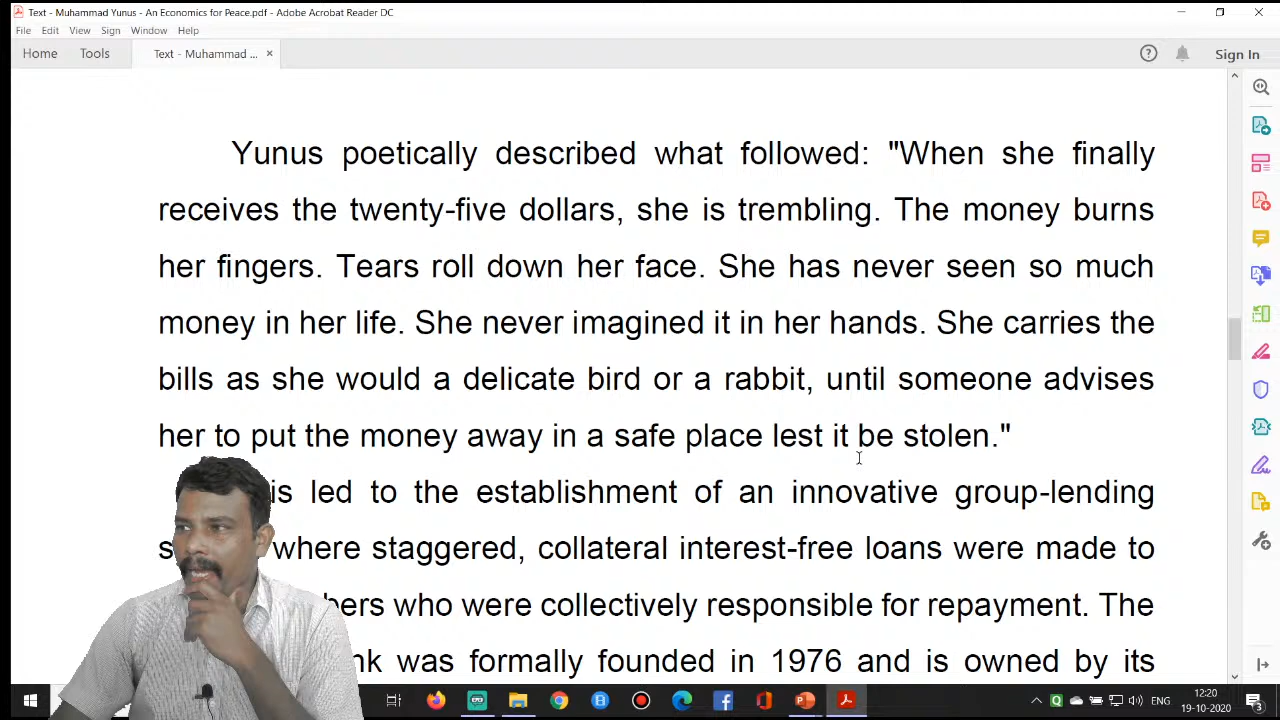 Text - Muhammad Yunus - An Economics for Peace.pdf - Adobe Acrobat Reader DC
File Edit View Sign Window Help
Home Tools Text - Muhammad ... × Sign In
Yunus poetically described what followed: "When she finally
receives the twenty-five dollars, she is trembling. The money burns
her fingers. Tears roll down her face. She has never seen so much
money in her life. She never imagined it in her hands. She carries the
bills as she would a delicate bird or a rabbit, until someone advises
her to put the money away in a safe place lest it be stolen."
led to the establishment of an innovative group-lending
where staggered, collateral interest-free loans were made to
who were collectively responsible for repayment. The
was formally founded in 1976 and is owned by its
ENG
12:20
19-10-2020
3